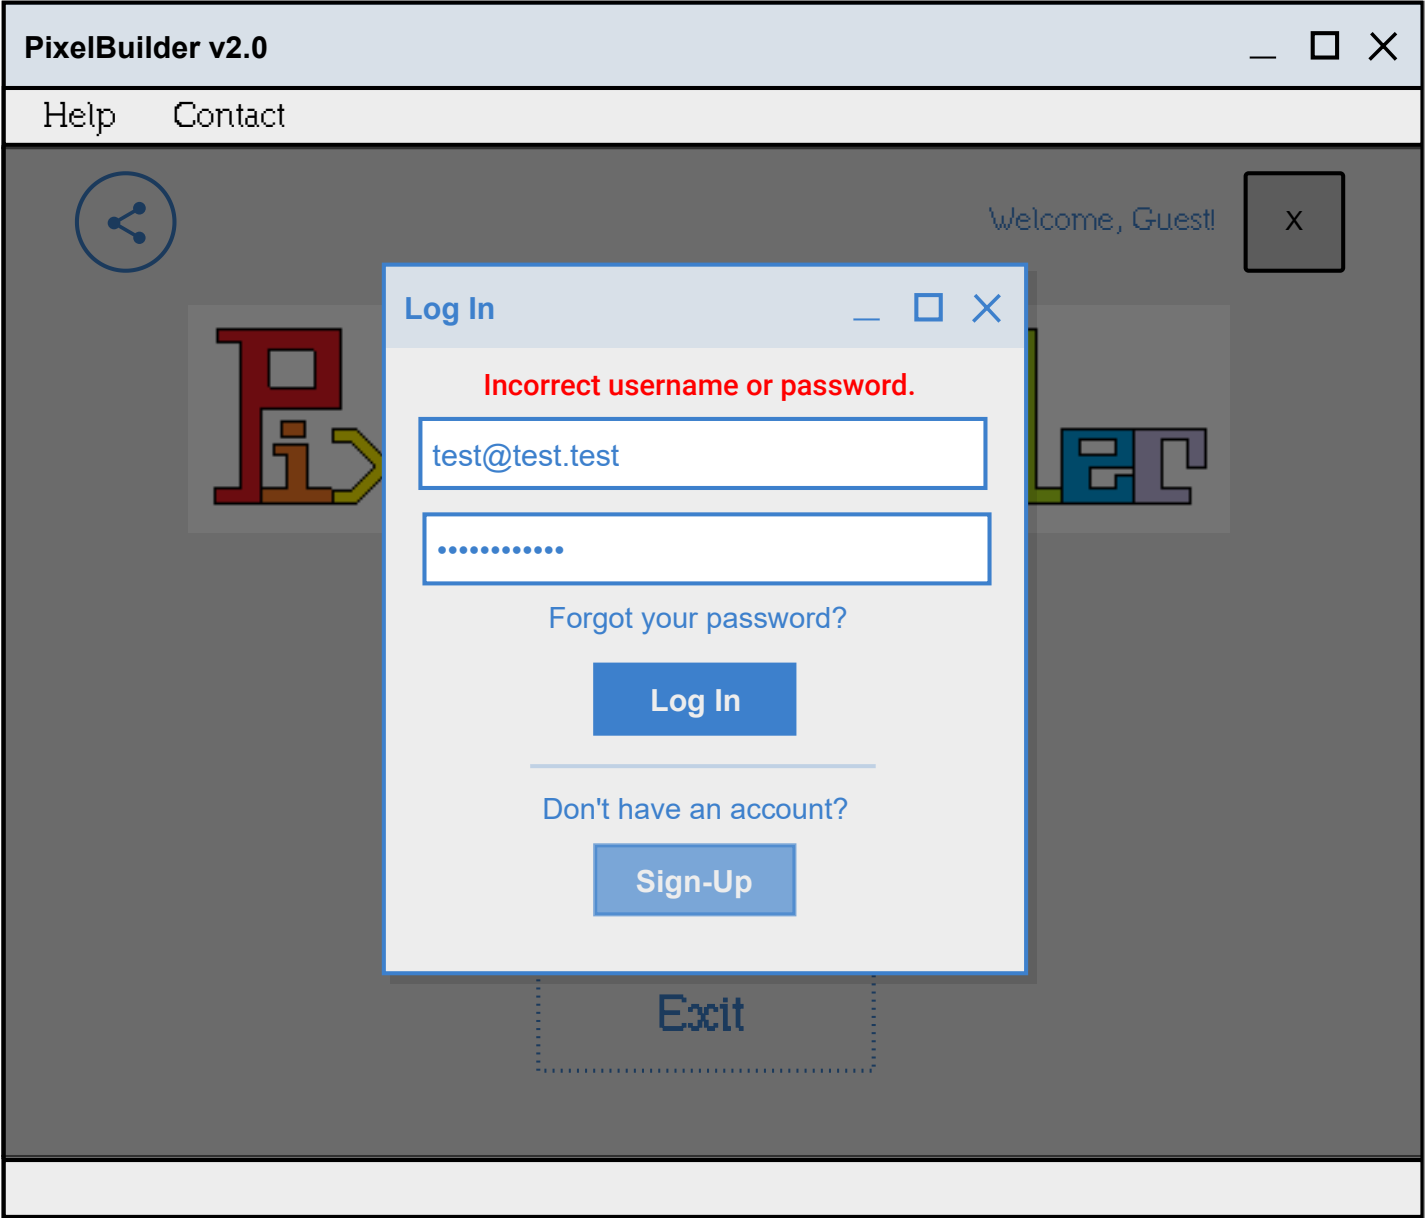 PixelBuilder v2.0
Help Contact
Welcome, Guest!
X
Log In
Incorrect username or password.
test@test.test
••••••••••••
Forgot your password?
Log In
Don't have an account?
Sign-Up
Exit